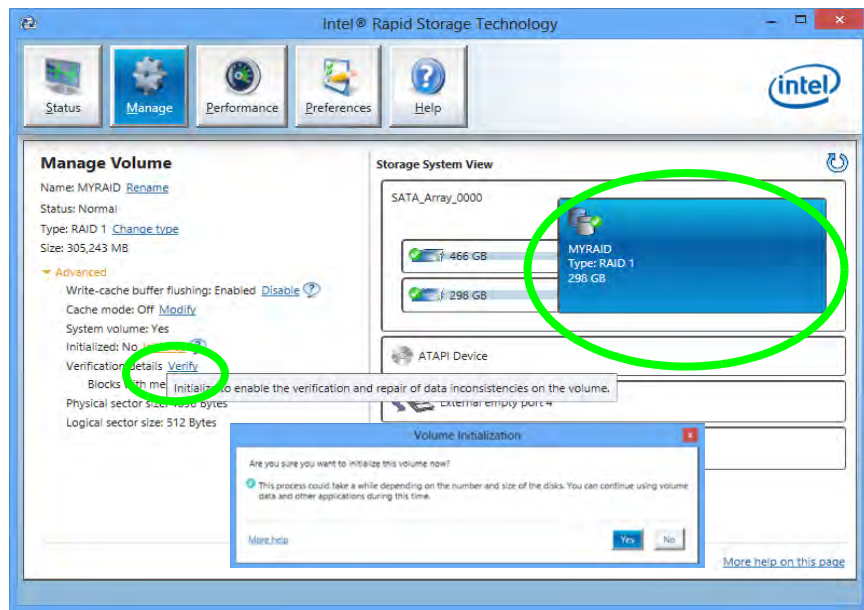 Intel® Rapid Storage Technology
Status
Manage
Performance
Preferences
Help
intel
Manage Volume
Name: MYRAID Rename
Status: Normal
Type: RAID 1 Change type
Size: 305,243 MB
Advanced
Write-cache buffer flushing: Enabled Disable
Cache mode: Off Modify
System volume: Yes
Initialized: No
Verification details Verify
Blocks with me
Initialize to enable the verification and repair of data inconsistencies on the volume.
Physical sector size: 4096 Bytes
Logical sector size: 512 Bytes
Storage System View
SATA_Array_0000
466 GB
298 GB
MYRAID
Type: RAID 1
298 GB
ATAPI Device
External empty port 4
Volume Initialization
Are you sure you want to initialize this volume now?
This process could take a while depending on the number and size of the disks. You can continue using volume
data and other applications during this time.
More help
Yes
No
More help on this page